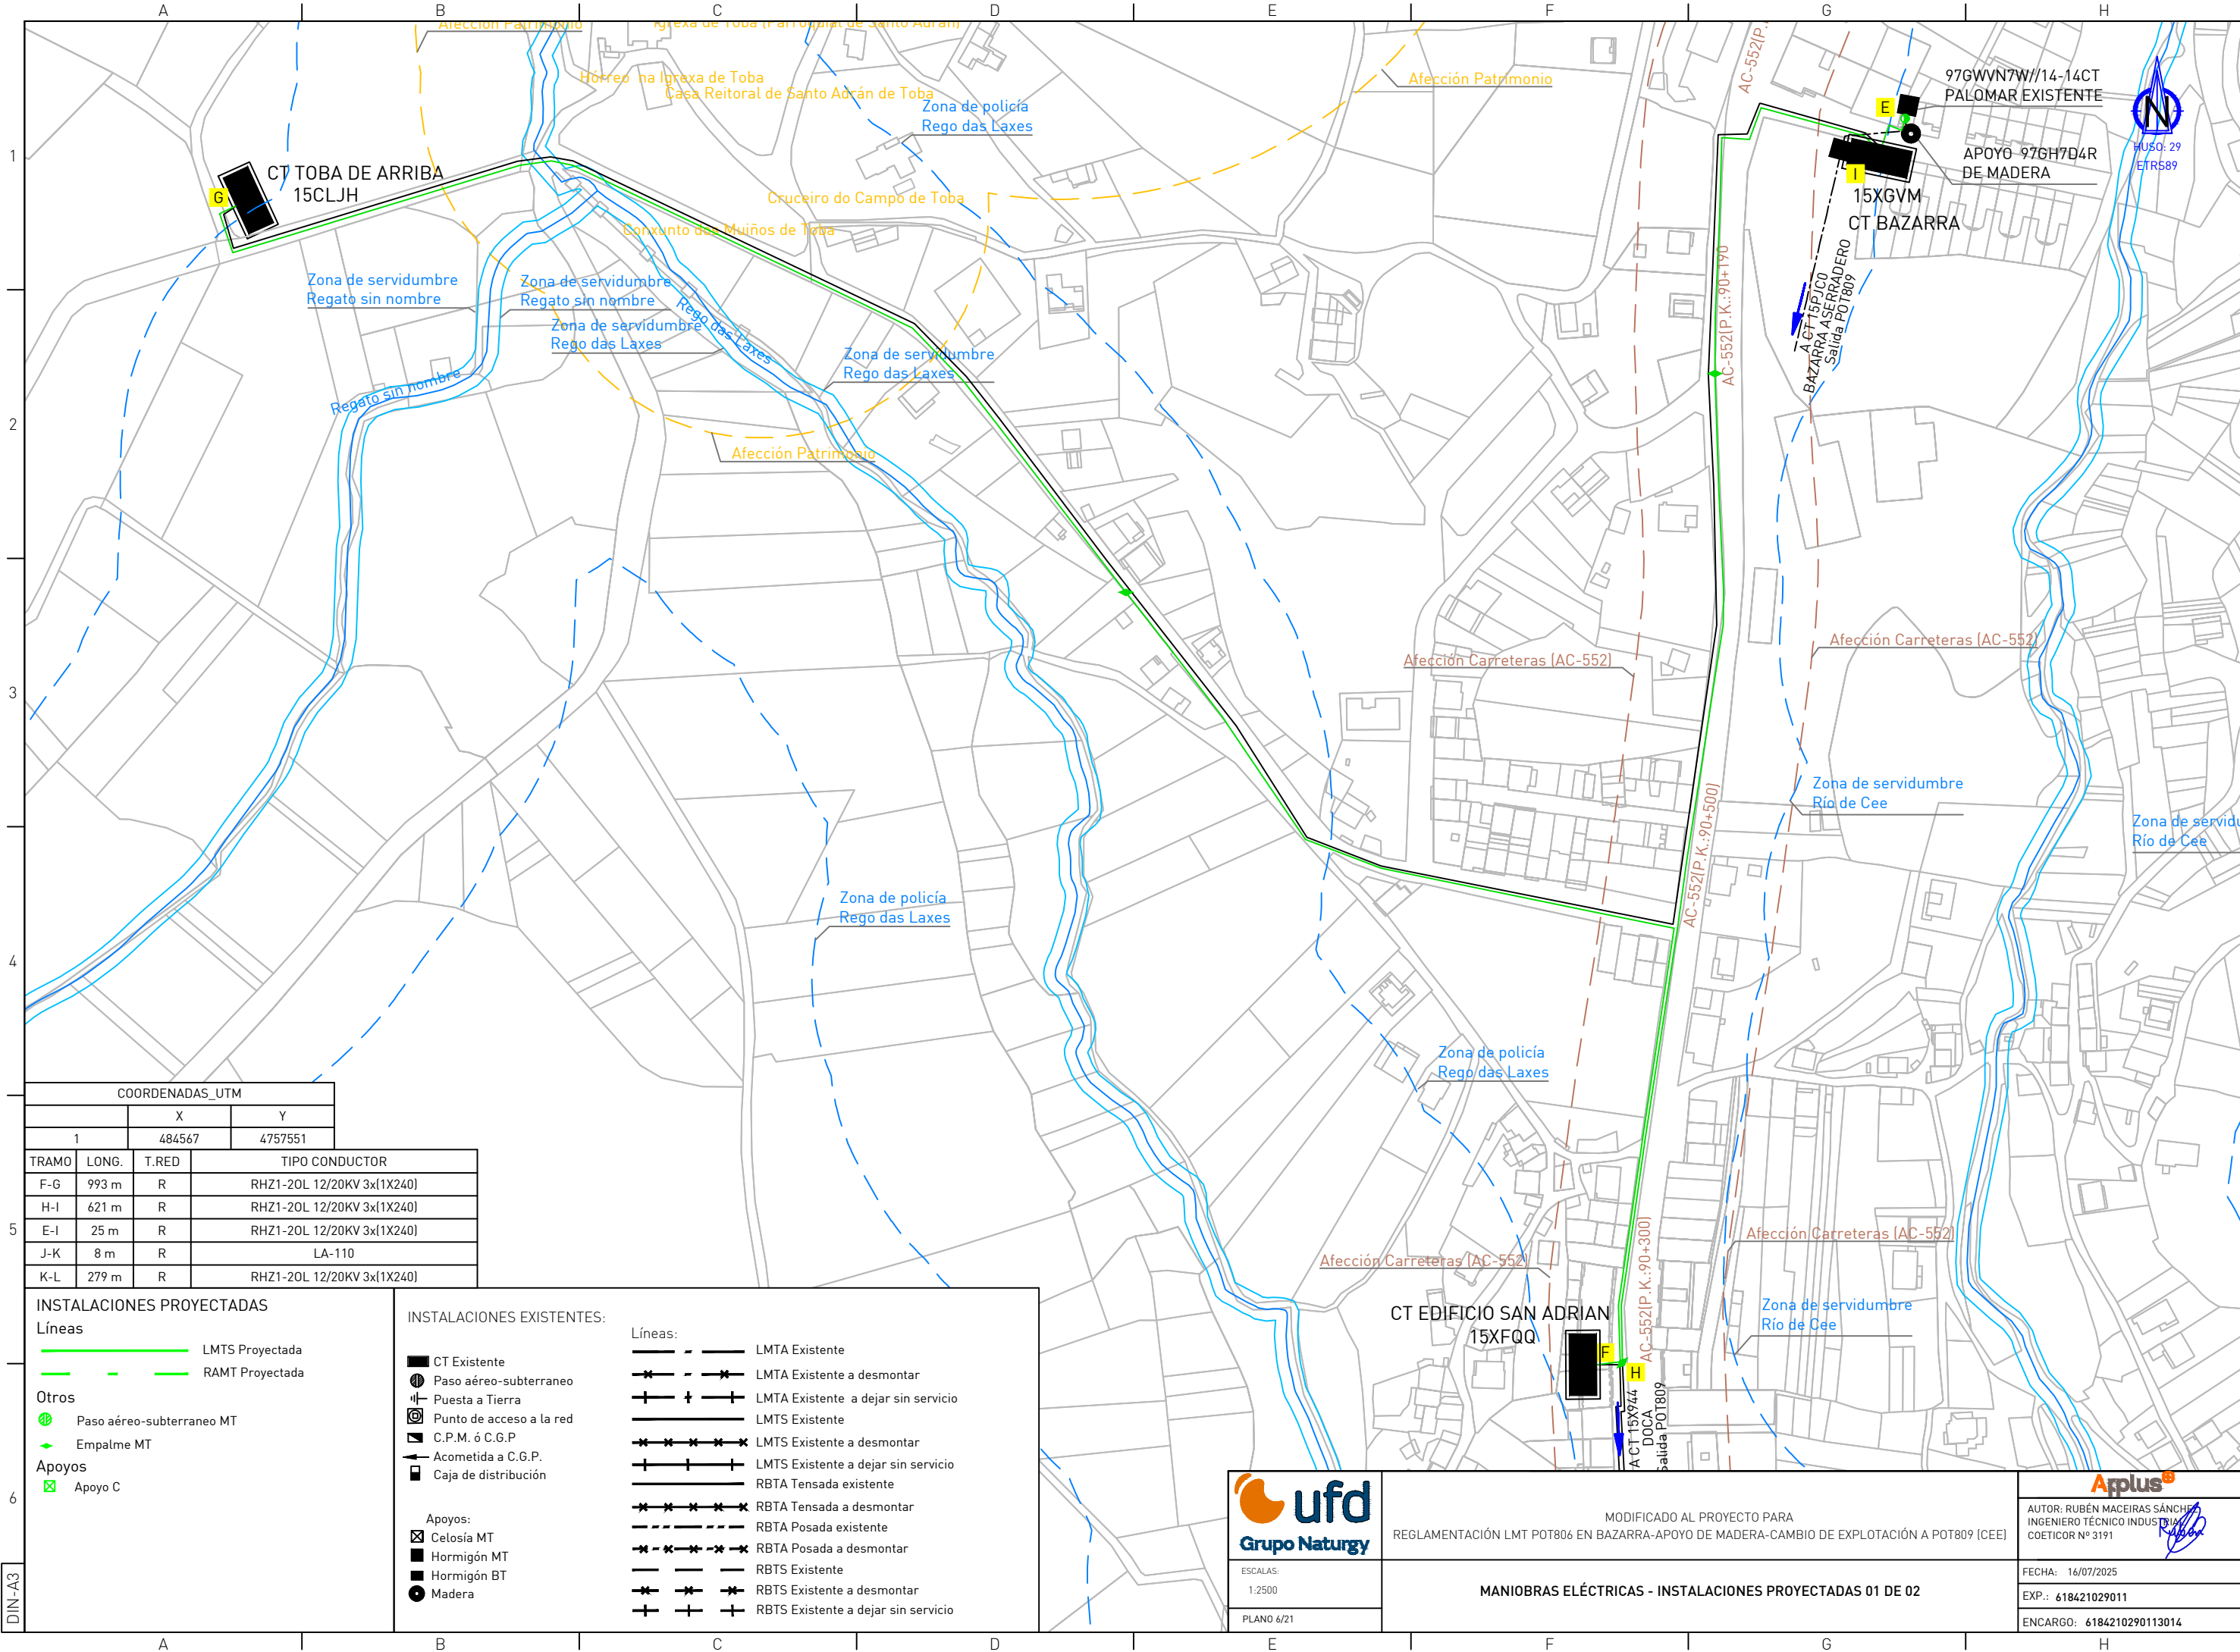 A B C D E F G H
Afección Patrimonio
Igrexa de Toba (Parroquial de Santo Adrán)
Hórreo na Igrexa de Toba
Casa Reitoral de Santo Adrán de Toba
Zona de policía
Rego das Laxes
Afección Patrimonio
AC-552(P.
97GWVN7W//14-14CT
PALOMAR EXISTENTE
E
N
HUSO: 29
ETRS89
APOYO 97GH7D4R
DE MADERA
I
15XGVM
CT BAZARRA
1
CT TOBA DE ARRIBA
15CLJH
G
Cruceiro do Campo de Toba
Conxunto dos Muíños de Toba
Zona de servidumbre
Regato sin nombre
Zona de servidumbre
Regato sin nombre
Zona de servidumbre
Rego das Laxes
Rego das Laxes
Zona de servidumbre
Rego das Laxes
Regato sin nombre
AC-552(P.K.:90+190
A CT 15PJC0
BAZARRA ASERRADERO
Salida POT809
2
Afección Patrimonio
3
Afección Carreteras (AC-552)
Afección Carreteras (AC-552)
Zona de servidumbre
Río de Cee
Zona de servidu
Río de Cee
AC-552(P.K.:90+500)
Zona de policía
Rego das Laxes
4
Zona de policía
Rego das Laxes
COORDENADAS_UTM
X Y
1 484567 4757551
TRAMO LONG. T.RED TIPO CONDUCTOR
F-G 993 m R RHZ1-2OL 12/20KV 3x(1X240)
H-I 621 m R RHZ1-2OL 12/20KV 3x(1X240)
E-I 25 m R RHZ1-2OL 12/20KV 3x(1X240)
J-K 8 m R LA-110
K-L 279 m R RHZ1-2OL 12/20KV 3x(1X240)
5
Afección Carreteras (AC-552)
Afección Carreteras (AC-552)
AC-552(P.K.:90+300)
Zona de servidumbre
Río de Cee
CT EDIFICIO SAN ADRIAN
15XFQQ
F
H
A CT 15X944
DOCA
Salida POT809
INSTALACIONES PROYECTADAS
Líneas
LMTS Proyectada
RAMT Proyectada
Otros
Paso aéreo-subterraneo MT
Empalme MT
Apoyos
Apoyo C
INSTALACIONES EXISTENTES:
CT Existente
Paso aéreo-subterraneo
Puesta a Tierra
Punto de acceso a la red
C.P.M. ó C.G.P
Acometida a C.G.P.
Caja de distribución
Apoyos:
Celosía MT
Hormigón MT
Hormigón BT
Madera
Líneas:
LMTA Existente
LMTA Existente a desmontar
LMTA Existente a dejar sin servicio
LMTS Existente
LMTS Existente a desmontar
LMTS Existente a dejar sin servicio
RBTA Tensada existente
RBTA Tensada a desmontar
RBTA Posada existente
RBTA Posada a desmontar
RBTS Existente
RBTS Existente a desmontar
RBTS Existente a dejar sin servicio
6
DIN-A3
ufd
Grupo Naturgy
ESCALAS:
1:2500
PLANO 6/21
MODIFICADO AL PROYECTO PARA
REGLAMENTACIÓN LMT POT806 EN BAZARRA-APOYO DE MADERA-CAMBIO DE EXPLOTACIÓN A POT809 (CEE)
MANIOBRAS ELÉCTRICAS - INSTALACIONES PROYECTADAS 01 DE 02
Applus
AUTOR: RUBÉN MACEIRAS SÁNCHEZ
INGENIERO TÉCNICO INDUSTRIAL
COETICOR Nº 3191
Rubén
FECHA: 16/07/2025
EXP.: 618421029011
ENCARGO: 6184210290113014
A B C D E F G H